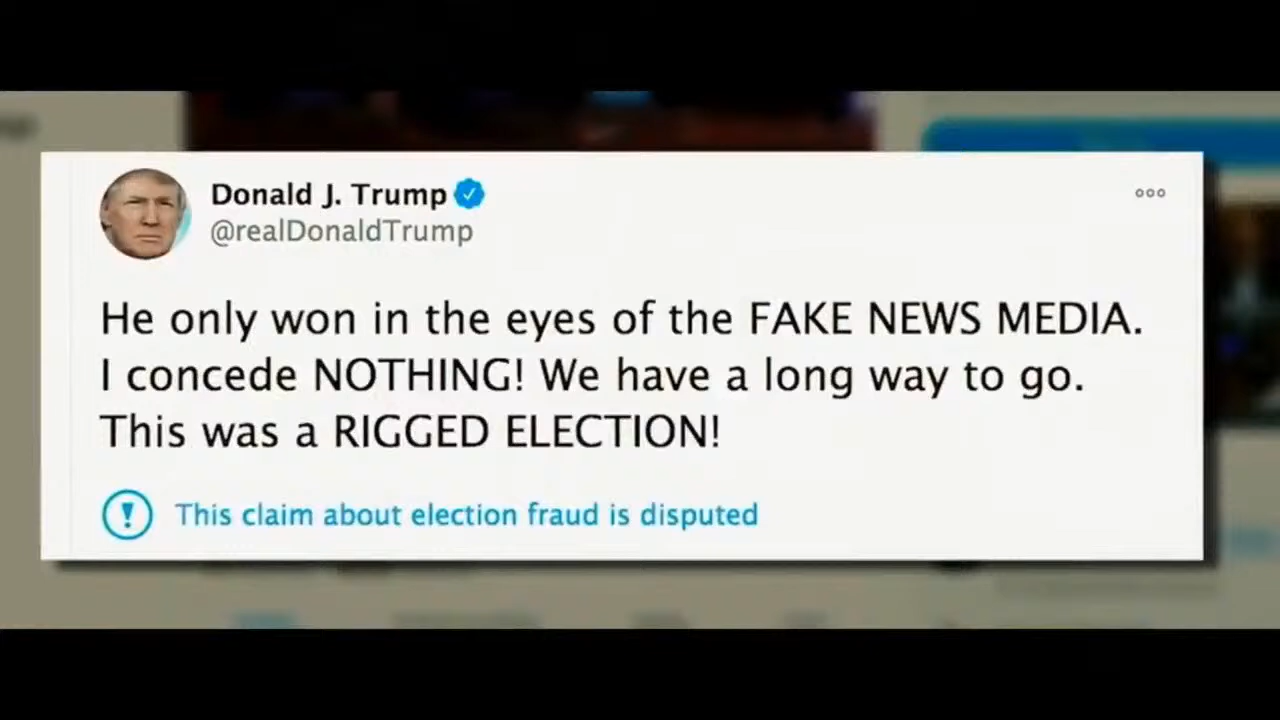 Donald J. Trump
@realDonaldTrump
He only won in the eyes of the FAKE NEWS MEDIA.
I concede NOTHING! We have a long way to go.
This was a RIGGED ELECTION!
This claim about election fraud is disputed